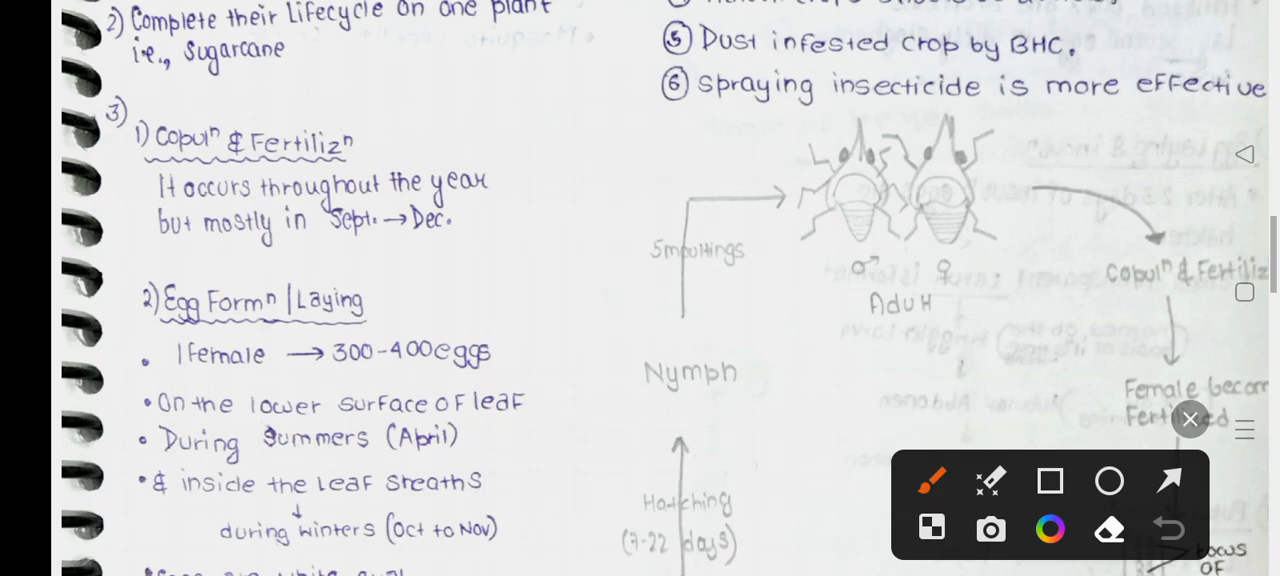 2) Complete their lifecycle on one plant
i.e., Sugarcane
3)
1) Copulⁿ & Fertilizⁿ
It occurs throughout the year
but mostly in Sept. → Dec.
2) Egg Formⁿ / Laying
• 1 Female → 300-400 eggs
• On the lower surface of leaf
• During Summers (April)
• & inside the leaf sheaths
↓
during winters (Oct to Nov)
⑤ Dust infested crop by BHC.
⑥ Spraying insecticide is more effective
5 moultings
♂ ♀
Adult
Copulⁿ & Fertiliz
Nymph
Female becom
Fertilized
Hatching
(7-22 days)
Locus
OF